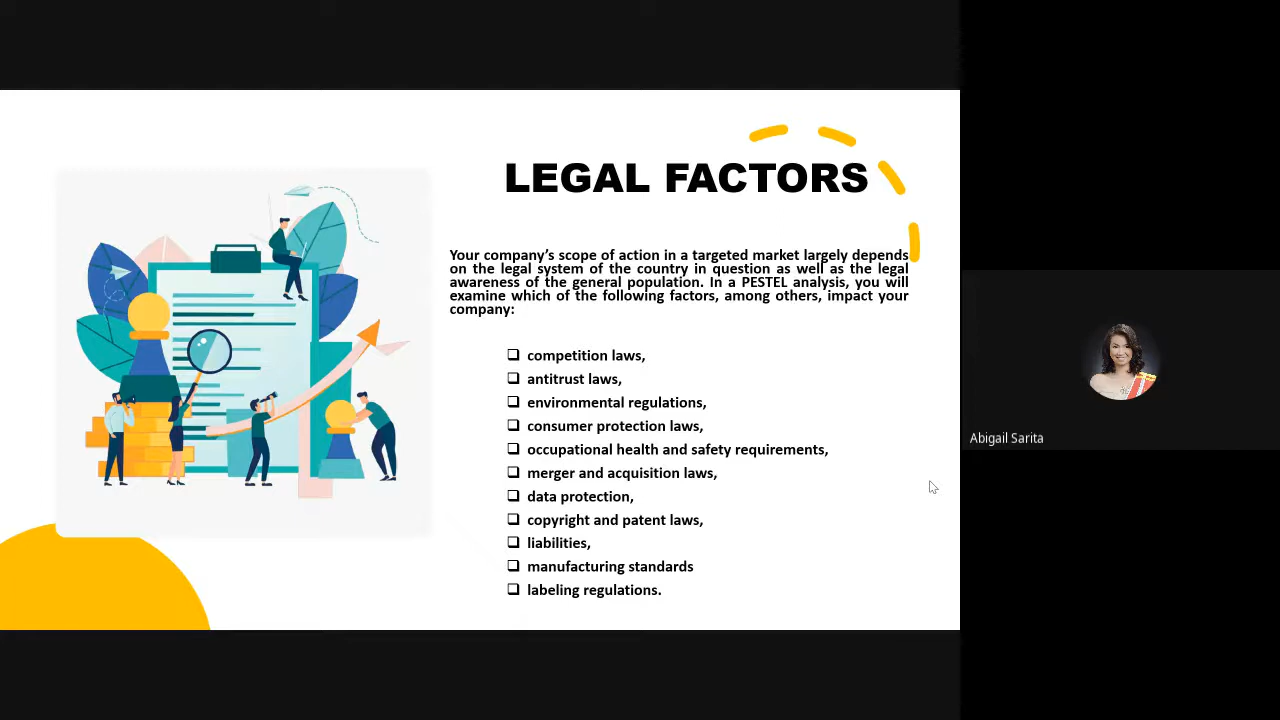 LEGAL FACTORS
Your company's scope of action in a targeted market largely depends
on the legal system of the country in question as well as the legal
awareness of the general population. In a PESTEL analysis, you will
examine which of the following factors, among others, impact your
company:
competition laws,
antitrust laws,
environmental regulations,
consumer protection laws,
occupational health and safety requirements,
merger and acquisition laws,
data protection,
copyright and patent laws,
liabilities,
manufacturing standards
labeling regulations.
Abigail Sarita